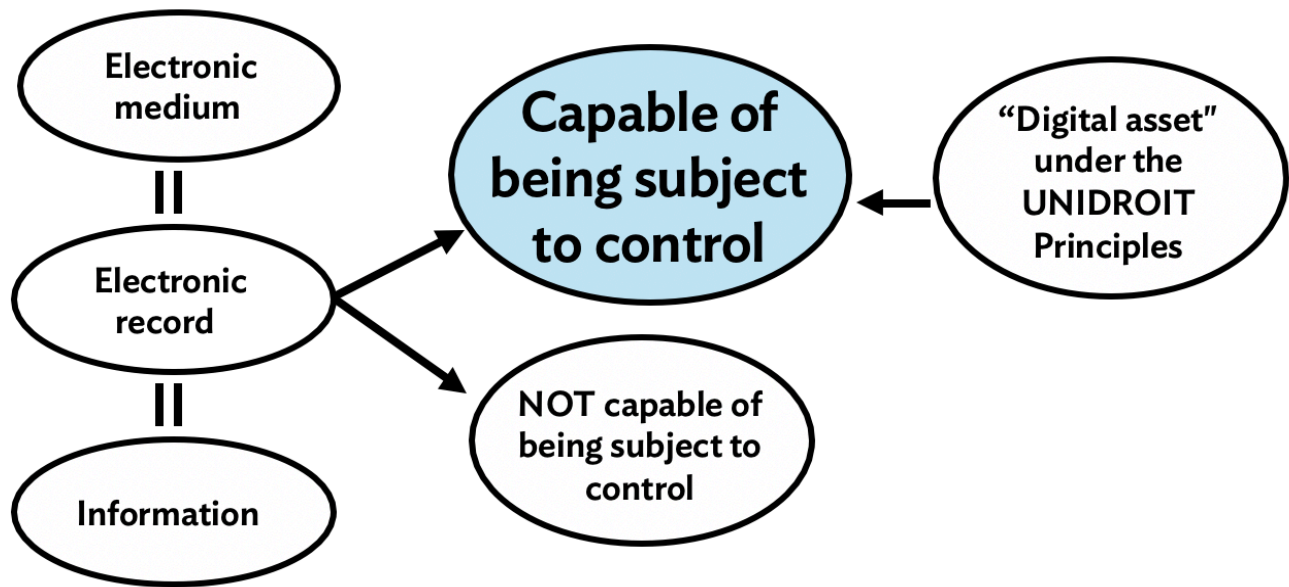 Electronic
medium
Electronic
record
Information
Capable of
being subject
to control
NOT capable of
being subject to
control
“Digital asset"
under the
UNIDROIT
Principles